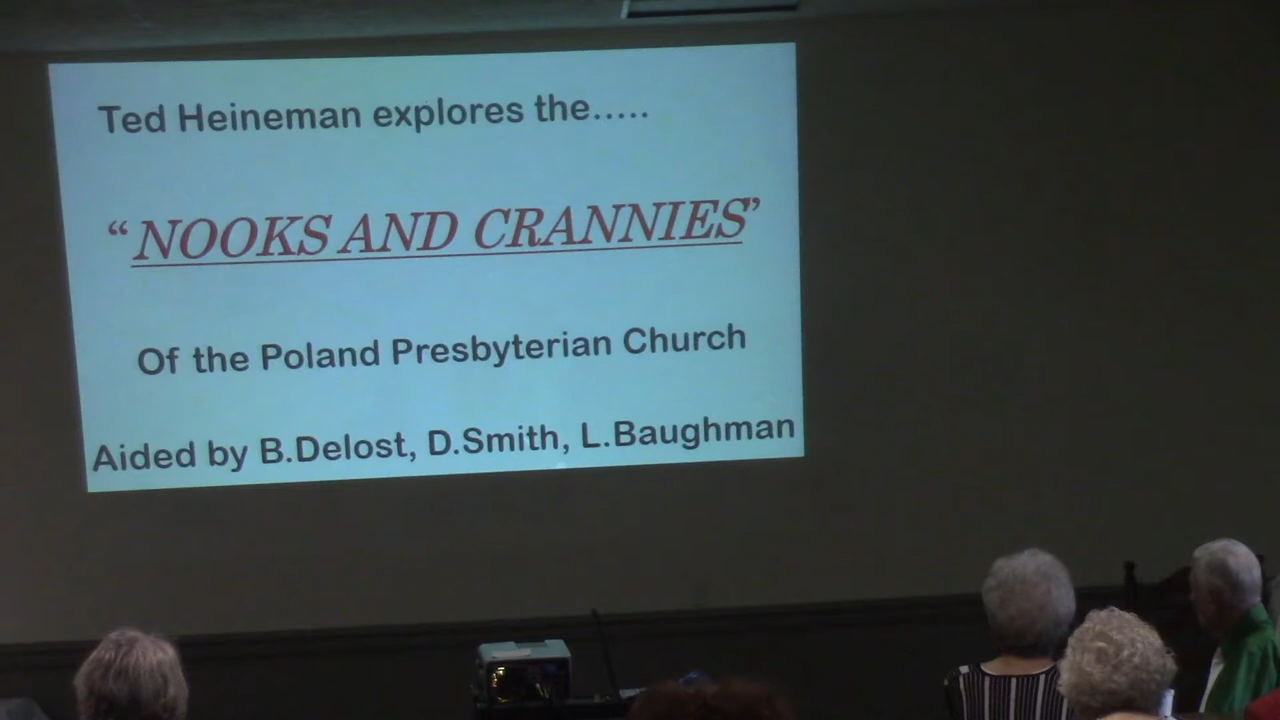 Ted Heineman explores the.....
“NOOKS AND CRANNIES”
Of the Poland Presbyterian Church
Aided by B.Delost, D.Smith, L.Baughman